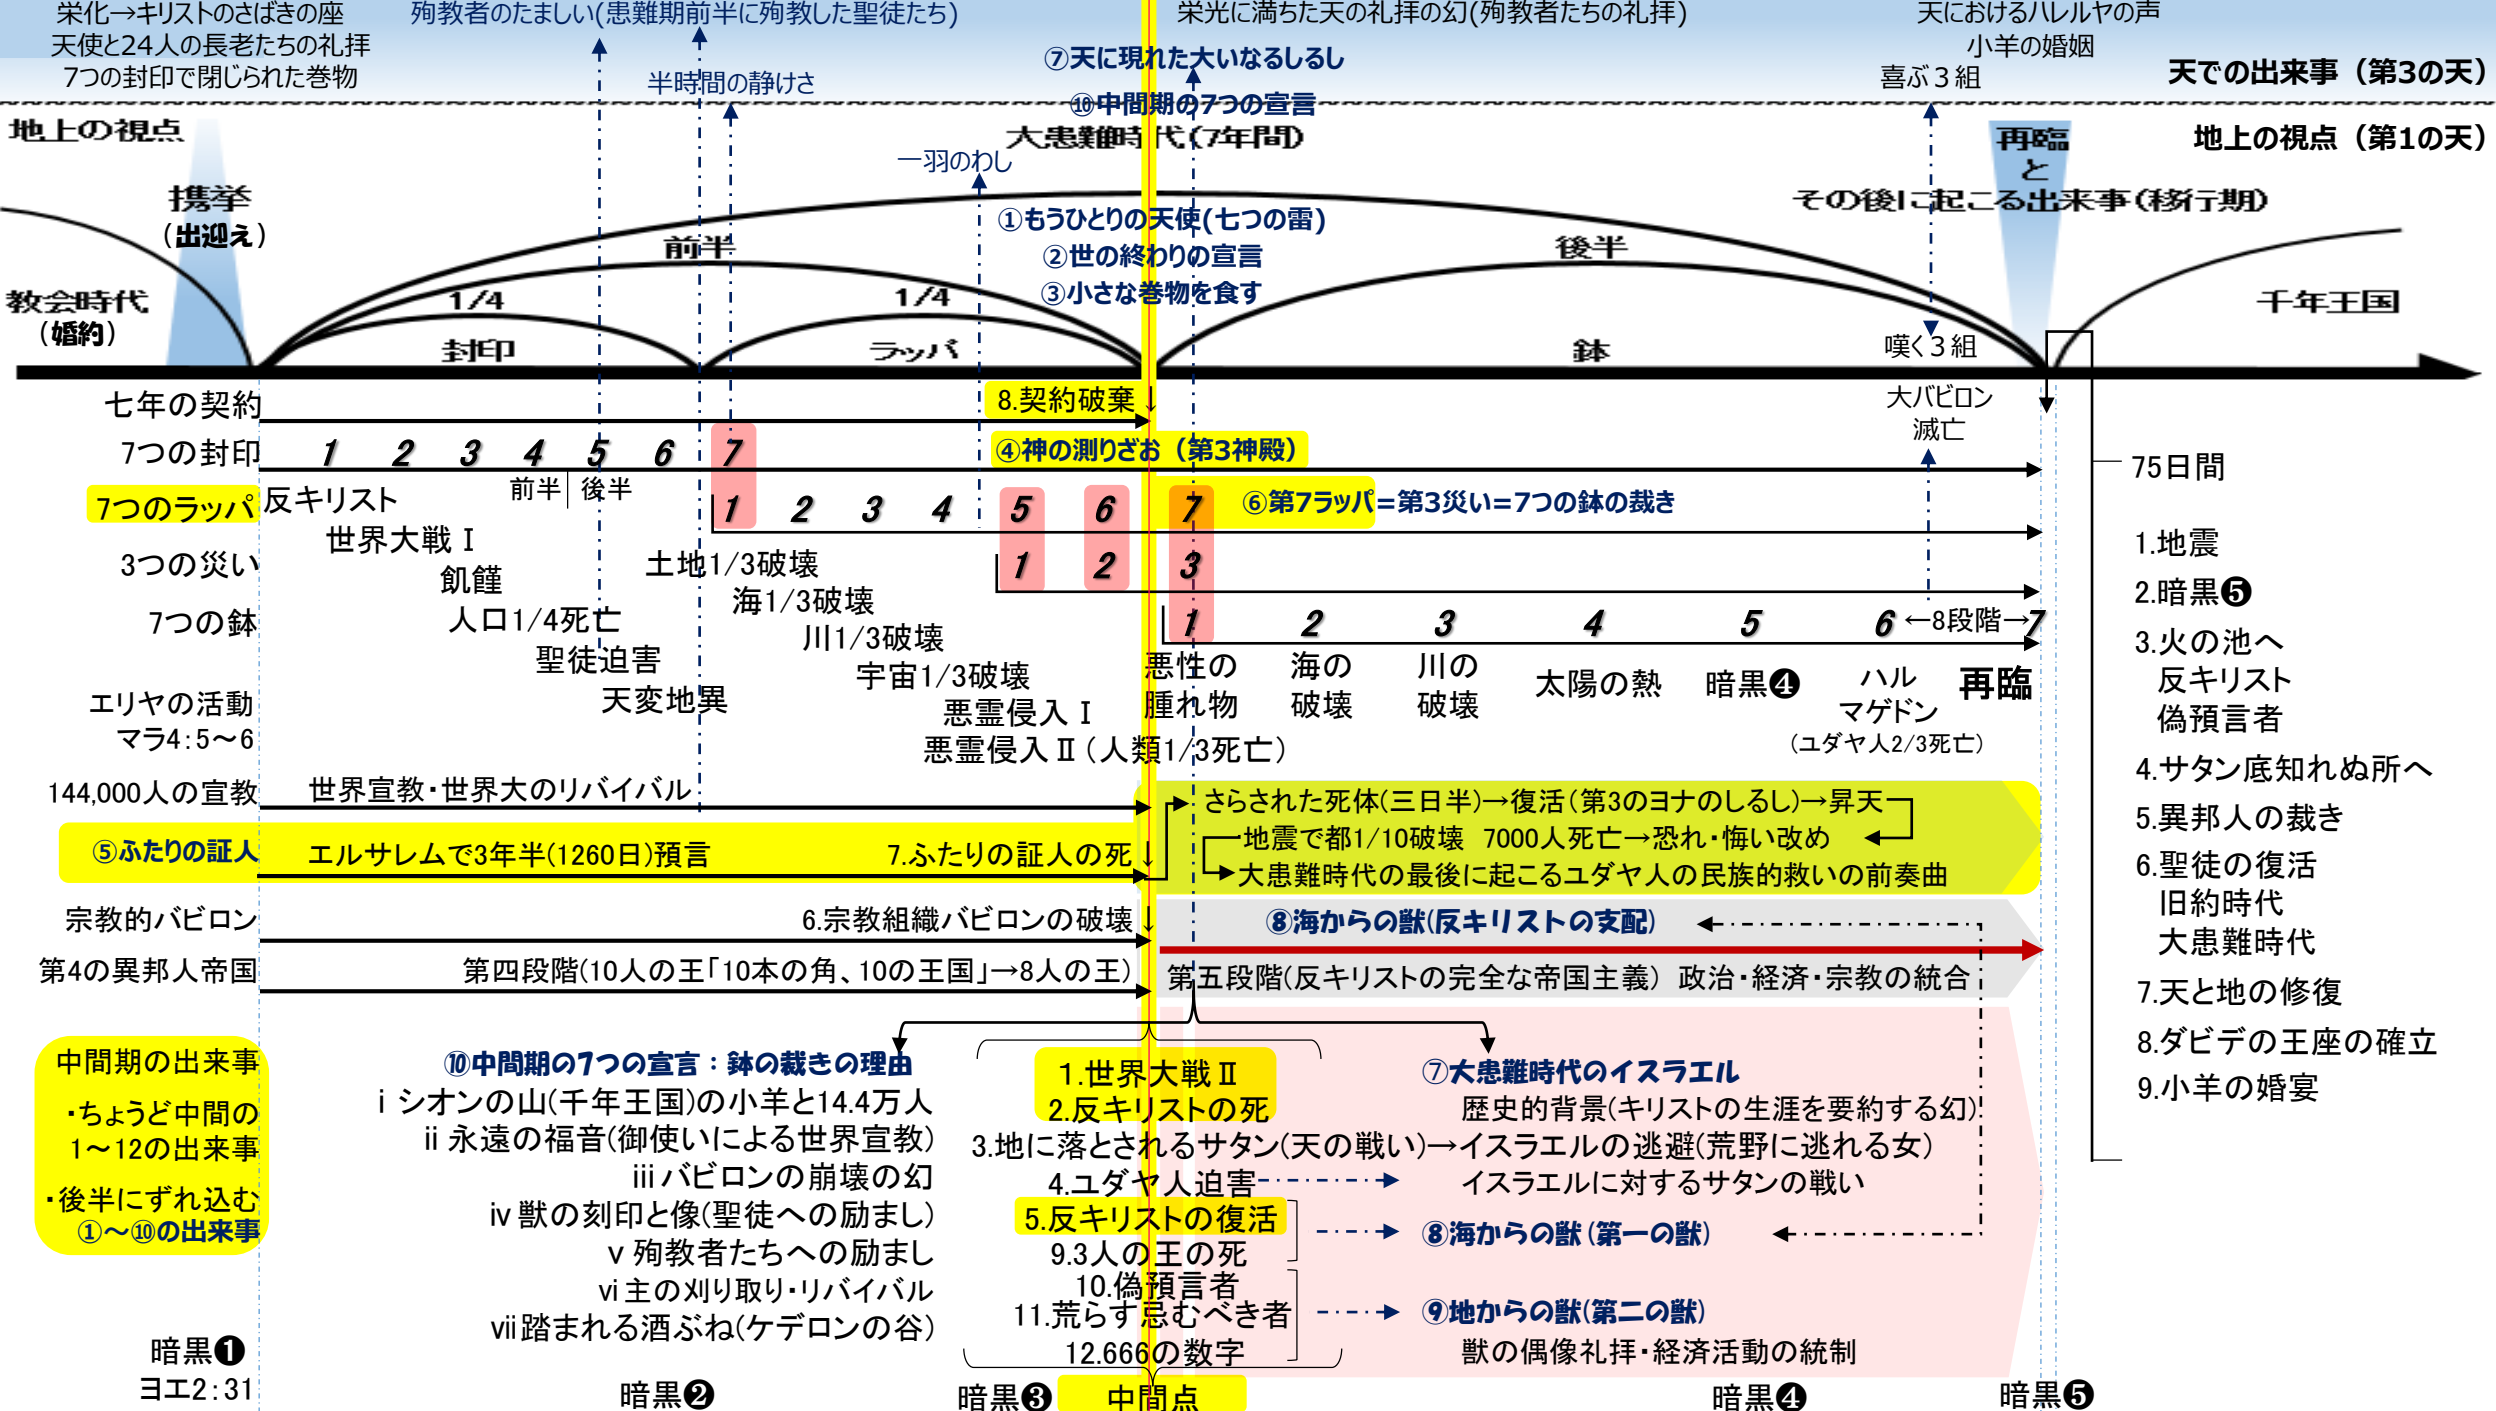 栄化→キリストのさばきの座
天使と24人の長老たちの礼拝
7つの封印で閉じられた巻物
殉教者のたましい(患難期前半に殉教した聖徒たち)
半時間の静けさ
栄光に満ちた天の礼拝の幻(殉教者たちの礼拝)
⑦天に現れた大いなるしるし
⑩中間期の7つの宣言
天におけるハレルヤの声
小羊の婚姻
喜ぶ３組
天での出来事（第3の天）
地上の視点
大患難時代(7年間)
地上の視点（第1の天）
携挙
（出迎え）
一羽のわし
再臨
と
その後に起こる出来事(移行期)
①もうひとりの天使(七つの雷)
②世の終わりの宣言
③小さな巻物を食す
前半
後半
教会時代
（婚約）
1/4
1/4
千年王国
封印
ラッパ
鉢
嘆く３組
七年の契約
8.契約破棄↓
大バビロン
滅亡
7つの封印
1 2 3 4 5 6 7
④神の測りざお（第3神殿）
前半 後半
75日間
7つのラッパ
反キリスト
1 2 3 4 5 6 7
⑥第7ラッパ=第3災い=7つの鉢の裁き
世界大戦Ⅰ
飢饉
人口1/4死亡
聖徒迫害
天変地異
3つの災い
1 2 3
土地1/3破壊
海1/3破壊
川1/3破壊
宇宙1/3破壊
悪霊侵入Ⅰ
悪霊侵入Ⅱ（人類1/3死亡）
7つの鉢
1 2 3 4 5 6 ←8段階→7
悪性の
腫れ物
海の
破壊
川の
破壊
太陽の熱
暗黒❹
ハル
マゲドン
（ユダヤ人2/3死亡）
再臨
エリヤの活動
マラ4：5～6
144,000人の宣教
世界宣教・世界大のリバイバル
さらされた死体(三日半)→復活(第3のヨナのしるし)→昇天
地震で都1/10破壊 7000人死亡→恐れ・悔い改め
大患難時代の最後に起こるユダヤ人の民族的救いの前奏曲
⑤ふたりの証人
エルサレムで3年半(1260日)預言
7.ふたりの証人の死↓
宗教的バビロン
6.宗教組織バビロンの破壊↓
⑧海からの獣(反キリストの支配)
第4の異邦人帝国
第四段階(10人の王「10本の角、10の王国」→8人の王)
第五段階(反キリストの完全な帝国主義) 政治・経済・宗教の統合
1.地震
2.暗黒❺
3.火の池へ
反キリスト
偽預言者
4.サタン底知れぬ所へ
5.異邦人の裁き
6.聖徒の復活
旧約時代
大患難時代
7.天と地の修復
8.ダビデの王座の確立
9.小羊の婚宴
中間期の出来事
・ちょうど中間の
1～12の出来事
・後半にずれ込む
①～⑩の出来事
⑩中間期の7つの宣言：鉢の裁きの理由
ⅰシオンの山(千年王国)の小羊と14.4万人
ⅱ永遠の福音(御使いによる世界宣教)
ⅲバビロンの崩壊の幻
ⅳ獣の刻印と像(聖徒への励まし)
ⅴ殉教者たちへの励まし
ⅵ主の刈り取り・リバイバル
ⅶ踏まれる酒ぶね(ケデロンの谷)
1.世界大戦Ⅱ
2.反キリストの死
3.地に落とされるサタン(天の戦い)→イスラエルの逃避(荒野に逃れる女)
4.ユダヤ人迫害
5.反キリストの復活
9.3人の王の死
10.偽預言者
11.荒らす忌むべき者
12.666の数字
⑦大患難時代のイスラエル
歴史的背景(キリストの生涯を要約する幻)
イスラエルに対するサタンの戦い
⑧海からの獣(第一の獣)
⑨地からの獣(第二の獣)
獣の偶像礼拝・経済活動の統制
暗黒❶
ヨエ2：31
暗黒❷
暗黒❸
中間点
暗黒❹
暗黒❺